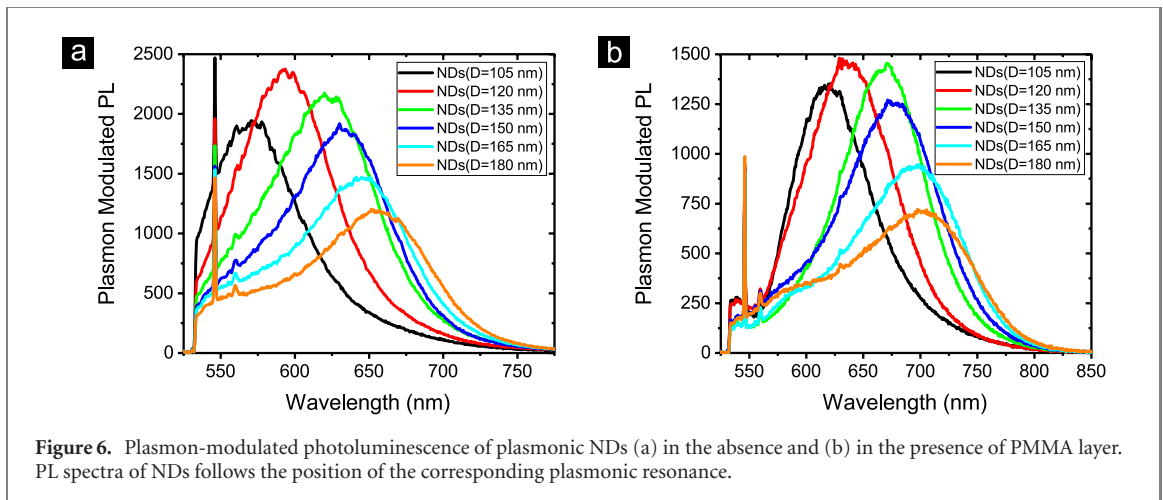 a
Plasmon Modulated PL
2500
2000
1500
1000
500
0
550 600 650 700 750
Wavelength (nm)
NDs(D=105 nm)
NDs(D=120 nm)
NDs(D=135 nm)
NDs(D=150 nm)
NDs(D=165 nm)
NDs(D=180 nm)
b
Plasmon Modulated PL
1500
1250
1000
750
500
250
0
550 600 650 700 750 800 850
Wavelength (nm)
NDs(D=105 nm)
NDs(D=120 nm)
NDs(D=135 nm)
NDs(D=150 nm)
NDs(D=165 nm)
NDs(D=180 nm)
Figure 6. Plasmon-modulated photoluminescence of plasmonic NDs (a) in the absence and (b) in the presence of PMMA layer.
PL spectra of NDs follows the position of the corresponding plasmonic resonance.